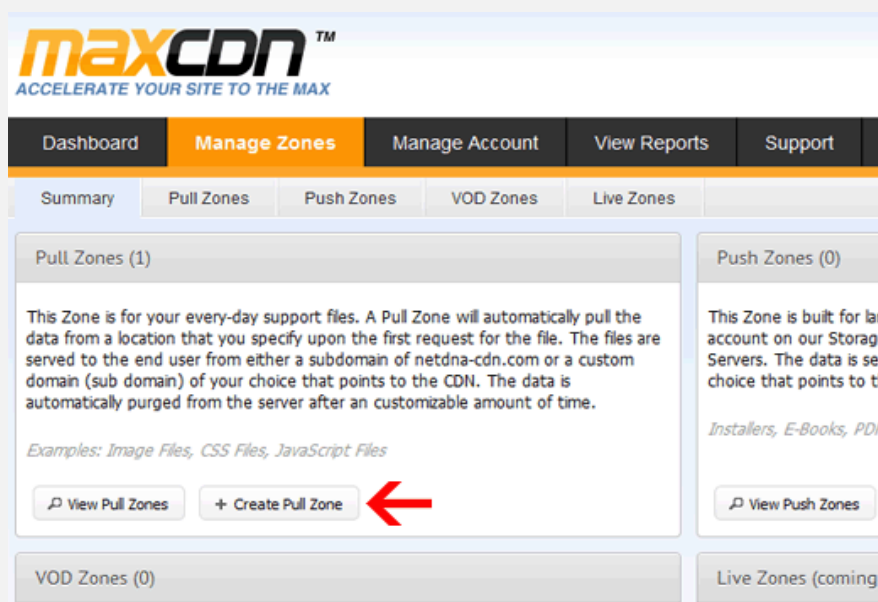 maxcdn™
ACCELERATE YOUR SITE TO THE MAX
Dashboard Manage Zones Manage Account View Reports Support
Summary Pull Zones Push Zones VOD Zones Live Zones
Pull Zones (1)
This Zone is for your every-day support files. A Pull Zone will automatically pull the
data from a location that you specify upon the first request for the file. The files are
served to the end user from either a subdomain of netdna-cdn.com or a custom
domain (sub domain) of your choice that points to the CDN. The data is
automatically purged from the server after an customizable amount of time.
Examples: Image Files, CSS Files, JavaScript Files
View Pull Zones + Create Pull Zone
Push Zones (0)
This Zone is built for
account on our
Servers. The data is
choice that points to
Installers, E-Books,
View Push Zones
VOD Zones (0)
Live Zones (coming